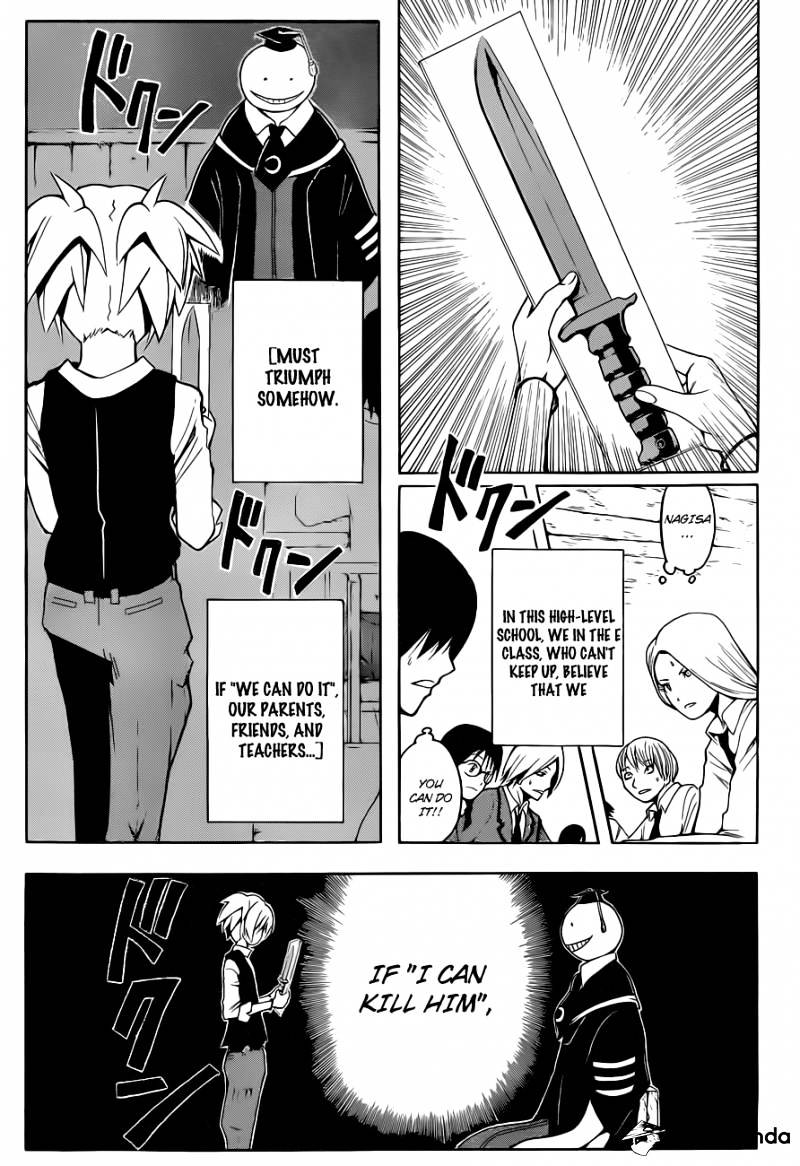 ドクン
NAGISA
...
IN THIS HIGH-LEVEL
SCHOOL, WE IN THE E
CLASS, WHO CAN'T
KEEP UP, BELIEVE
THAT WE
YOU
CAN DO
IT!!
ドクン
[MUST
TRIUMPH
SOMEHOW.
ドクン
IF "WE CAN DO IT",
OUR PARENTS,
FRIENDS, AND
TEACHERS...]
IF "I CAN
KILL HIM",
ドクン
nda